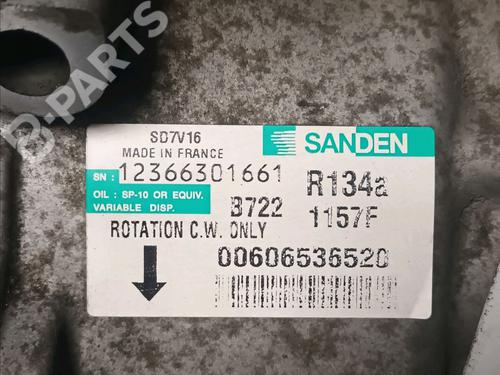 B-PARTS
SD7V16
MADE IN FRANCE
SANDEN
SN : 12366301661
R134a
OIL : SP-10 OR EQUIV.
VARIABLE DISP.
B722
1157F
ROTATION C.W. ONLY
00606536520